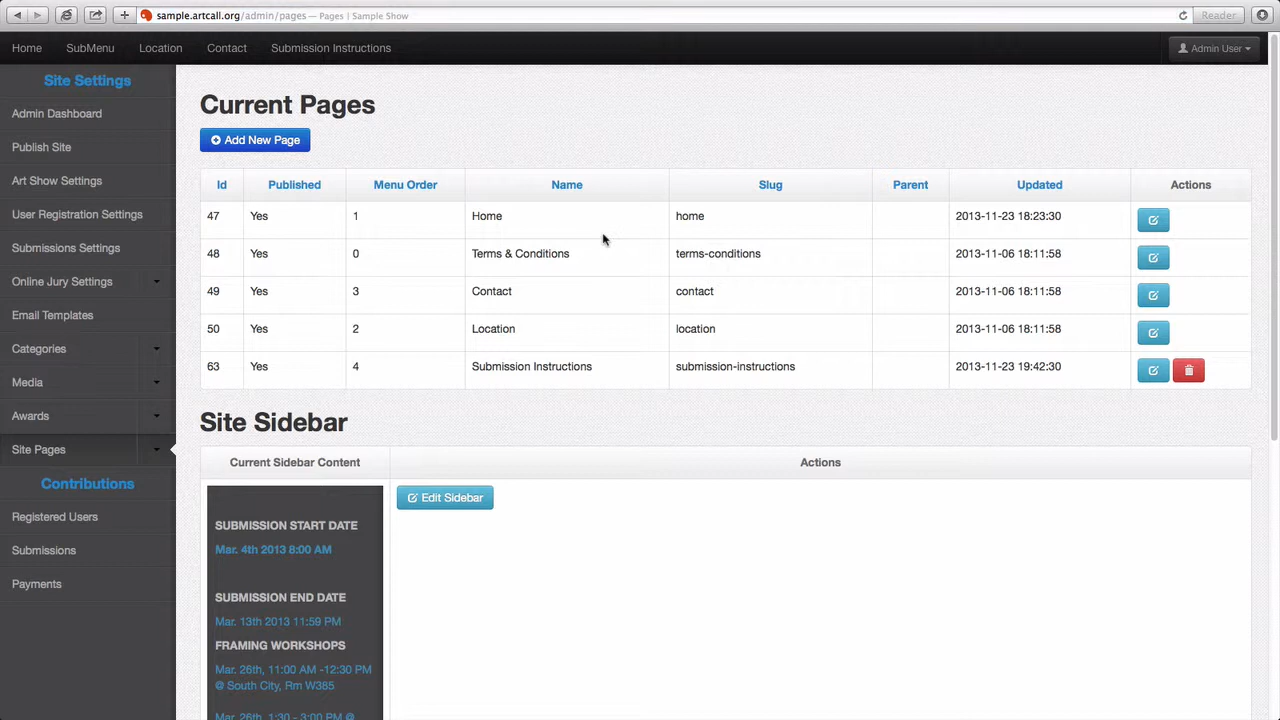 sample.artcall.org/admin/pages — Pages | Sample Show
Reader
Home SubMenu Location Contact Submission Instructions
Admin User
Site Settings
Admin Dashboard
Publish Site
Art Show Settings
User Registration Settings
Submissions Settings
Online Jury Settings
Email Templates
Categories
Media
Awards
Site Pages
Contributions
Registered Users
Submissions
Payments
Current Pages
Add New Page
Id Published Menu Order Name Slug Parent Updated Actions
47 Yes 1 Home home 2013-11-23 18:23:30
48 Yes 0 Terms & Conditions terms-conditions 2013-11-06 18:11:58
49 Yes 3 Contact contact 2013-11-06 18:11:58
50 Yes 2 Location location 2013-11-06 18:11:58
63 Yes 4 Submission Instructions submission-instructions 2013-11-23 19:42:30
Site Sidebar
Current Sidebar Content Actions
Edit Sidebar
SUBMISSION START DATE
Mar. 4th 2013 8:00 AM
SUBMISSION END DATE
Mar. 13th 2013 11:59 PM
FRAMING WORKSHOPS
Mar. 26th, 11:00 AM -12:30 PM
@ South City, Rm W385
Mar. 26th, 1:30 - 3:00 PM @